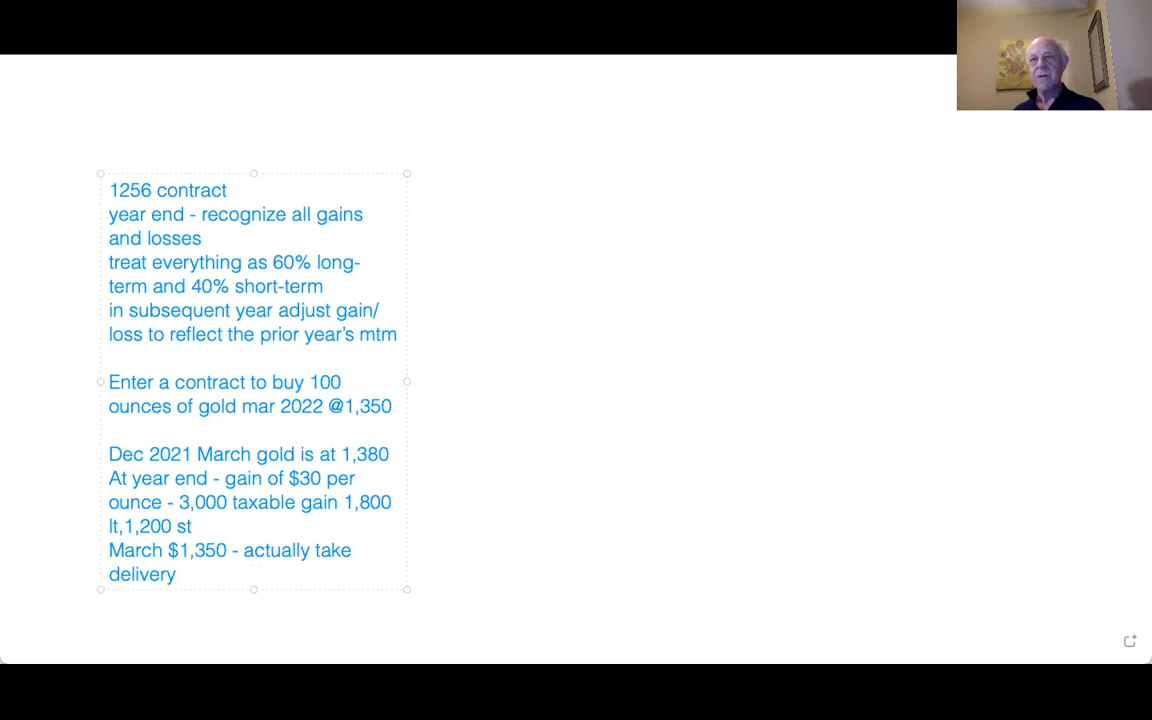 1256 contract
year end - recognize all gains
and losses
treat everything as 60% long-
term and 40% short-term
in subsequent year adjust gain/
loss to reflect the prior year's mtm
Enter a contract to buy 100
ounces of gold mar 2022 @1,350
Dec 2021 March gold is at 1,380
At year end - gain of $30 per
ounce - 3,000 taxable gain 1,800
lt,1,200 st
March $1,350 - actually take
delivery